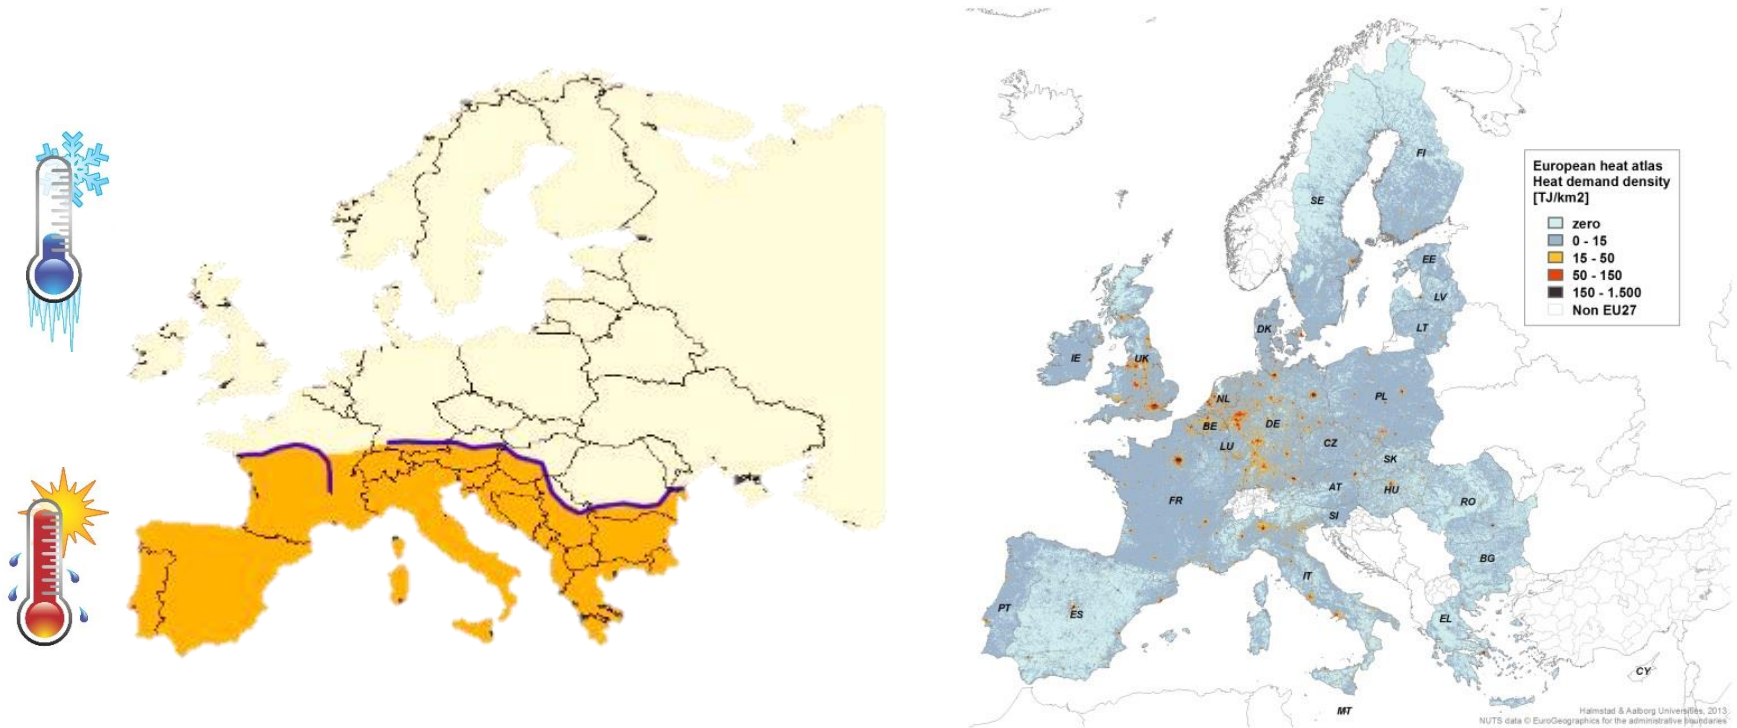 European heat atlas
Heat demand density
[TJ/km2]
zero
0 - 15
15 - 50
50 - 150
150 - 1.500
Non EU27
FI
SE
EE
LV
LT
DK
IE
UK
NL
PL
BE
DE
LU
CZ
SK
AT
HU
FR
RO
SI
BG
IT
PT
ES
EL
CY
MT
Halmstad & Aalborg Universities, 2013
NUTS data © EuroGeographics for the administrative boundaries